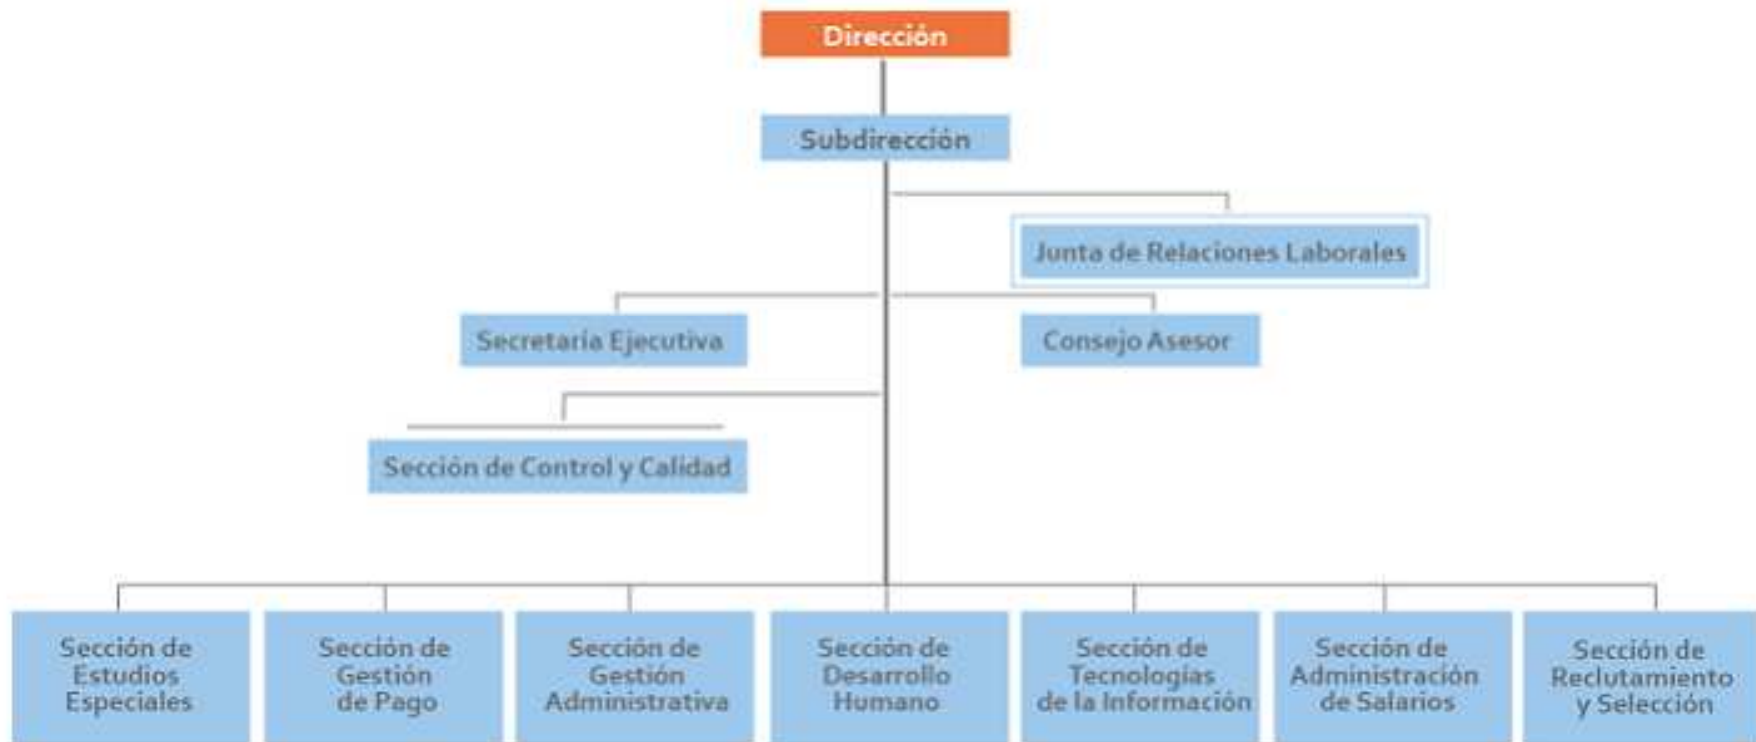 Dirección
Subdirección
Junta de Relaciones Laborales
Secretaría Ejecutiva
Consejo Asesor
Sección de Control y Calidad
Sección de
Estudios
Especiales
Sección de
Gestión
de Pago
Sección de
Gestión
Administrativa
Sección de
Desarrollo
Humano
Sección de
Tecnologías
de la Información
Sección de
Administración
de Salarios
Sección de
Reclutamiento
y Selección